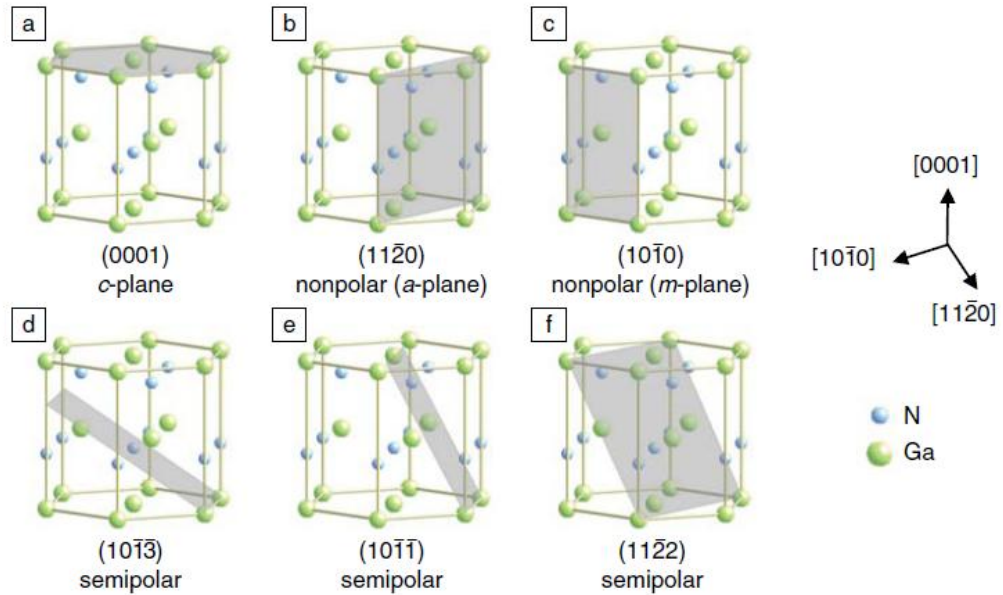 a
b
c
(0001)
c-plane
(112̄0)
nonpolar (a-plane)
(101̄0)
nonpolar (m-plane)
[0001]
[101̄0]
[112̄0]
d
e
f
(101̄3̄)
semipolar
(101̄1̄)
semipolar
(112̄2)
semipolar
N
Ga